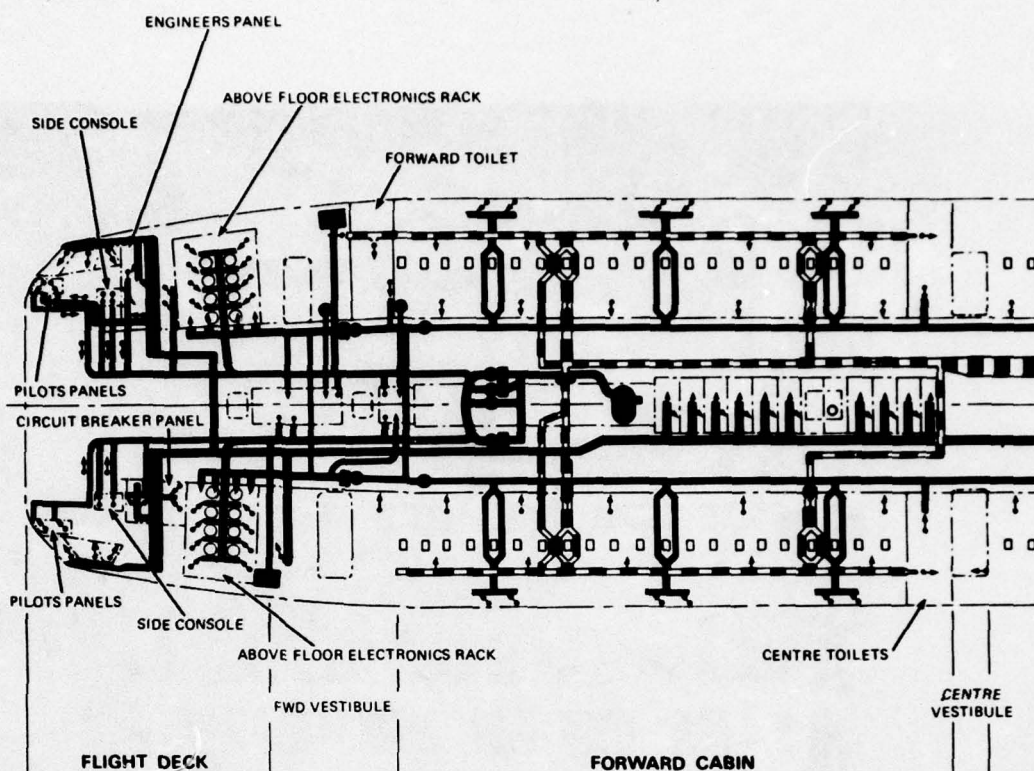 ENGINEERS PANEL
ABOVE FLOOR ELECTRONICS RACK
SIDE CONSOLE
FORWARD TOILET
PILOTS PANELS
CIRCUIT BREAKER PANEL
PILOTS PANELS
SIDE CONSOLE
ABOVE FLOOR ELECTRONICS RACK
CENTRE TOILETS
FWD VESTIBULE
CENTRE
VESTIBULE
FLIGHT DECK
FORWARD CABIN